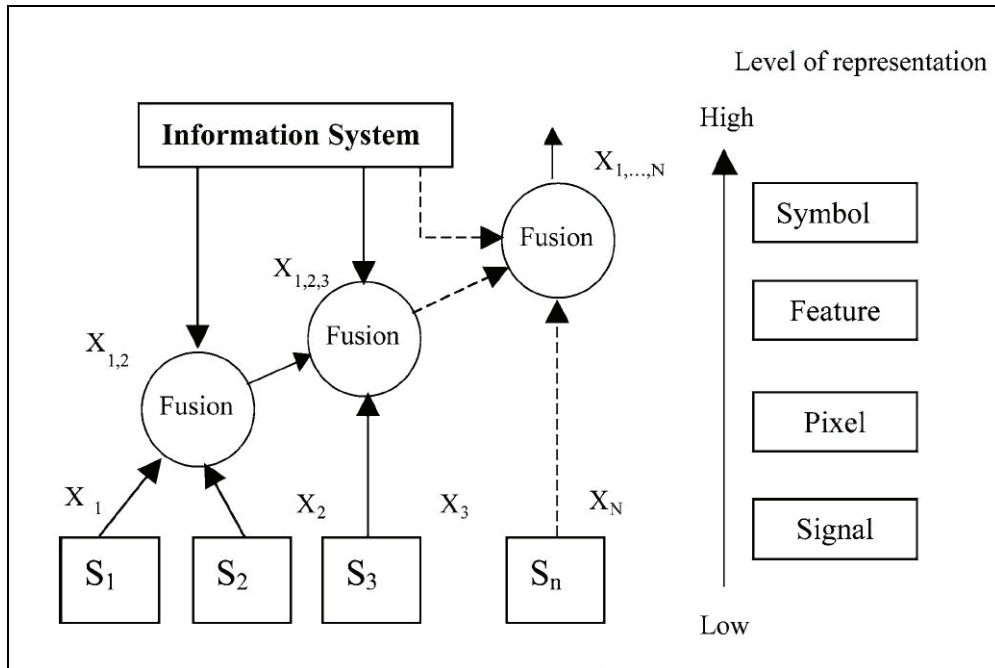 Level of representation
High
Information System
X1,...,N
Symbol
Fusion
X1,2,3
Feature
Fusion
X1,2
Fusion
Pixel
X 1
X2
X3
XN
Signal
S1
S2
S3
Sn
Low